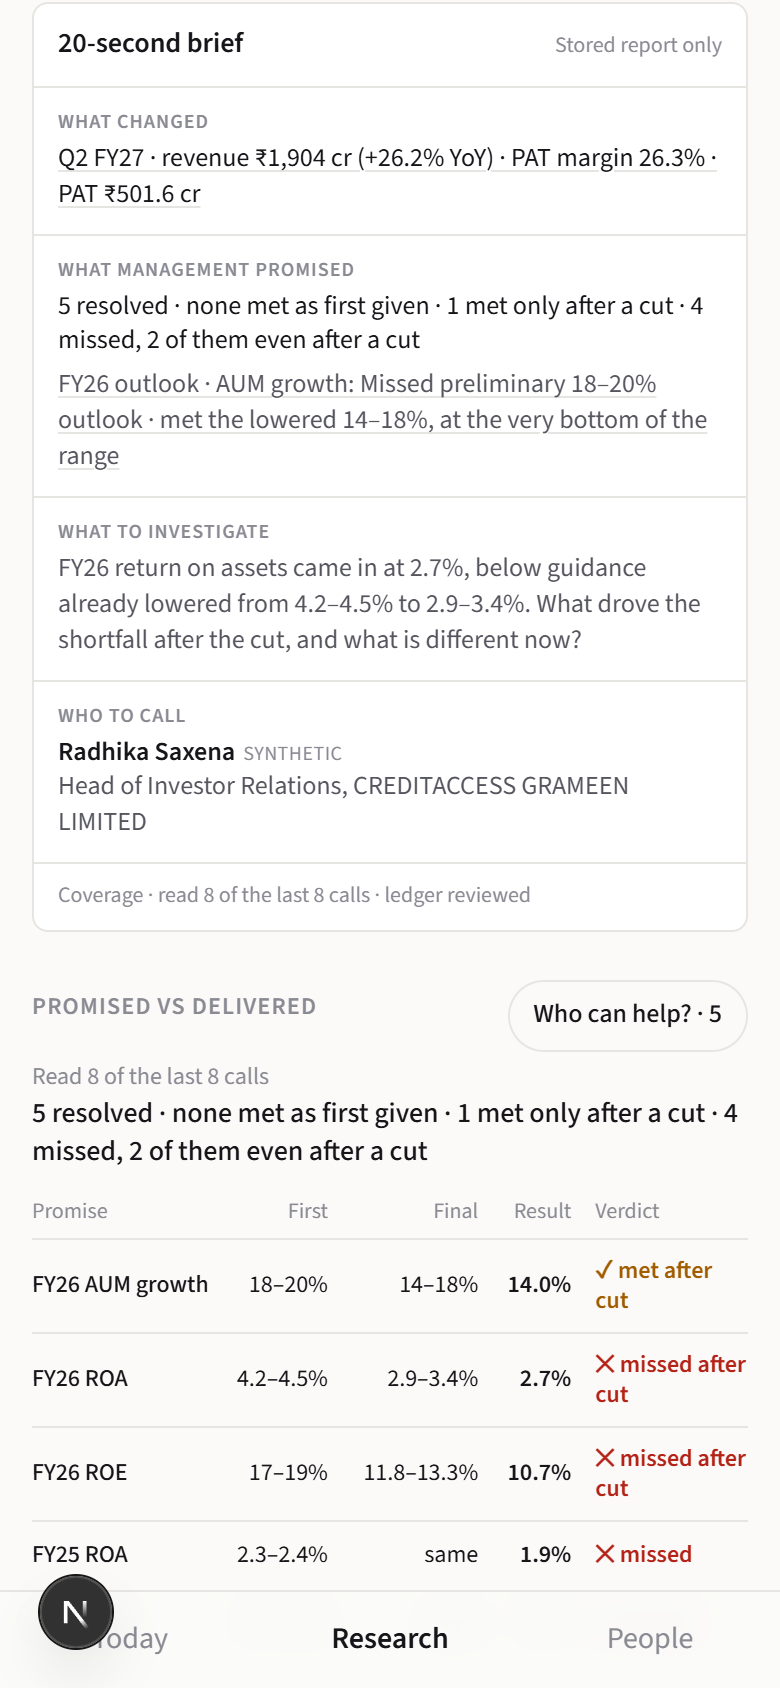 20-second brief
Stored report only
WHAT CHANGED
Q2 FY27 · revenue ₹1,904 cr (+26.2% YoY) · PAT margin 26.3% ·
PAT ₹501.6 cr
WHAT MANAGEMENT PROMISED
5 resolved · none met as first given · 1 met only after a cut · 4
missed, 2 of them even after a cut
FY26 outlook · AUM growth: Missed preliminary 18–20%
outlook · met the lowered 14–18%, at the very bottom of the
range
WHAT TO INVESTIGATE
FY26 return on assets came in at 2.7%, below guidance
already lowered from 4.2–4.5% to 2.9–3.4%. What drove the
shortfall after the cut, and what is different now?
WHO TO CALL
Radhika Saxena SYNTHETIC
Head of Investor Relations, CREDITACCESS GRAMEEN
LIMITED
Coverage · read 8 of the last 8 calls · ledger reviewed
PROMISED VS DELIVERED
Who can help? · 5
Read 8 of the last 8 calls
5 resolved · none met as first given · 1 met only after a cut · 4
missed, 2 of them even after a cut
Promise First Final Result Verdict
FY26 AUM growth 18–20% 14–18% 14.0% ✓ met after
cut
FY26 ROA 4.2–4.5% 2.9–3.4% 2.7% ✕ missed after
cut
FY26 ROE 17–19% 11.8–13.3% 10.7% ✕ missed after
cut
FY25 ROA 2.3–2.4% same 1.9% ✕ missed
N
oday Research People